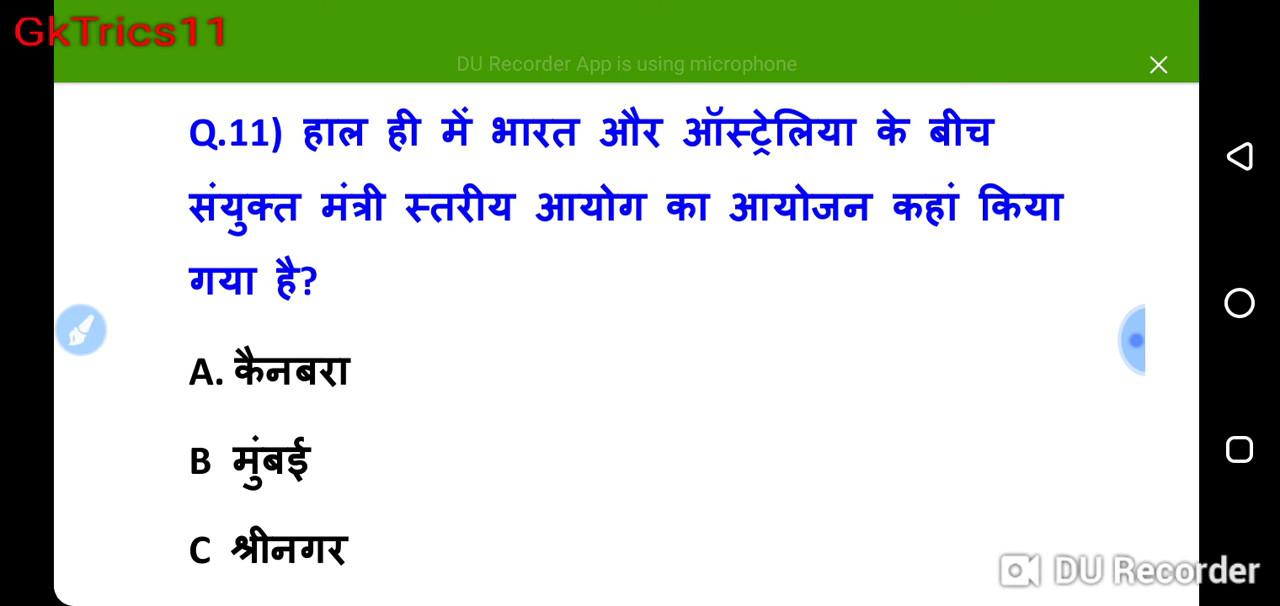 GkTrics11
DU Recorder App is using microphone
Q.11) हाल ही में भारत और ऑस्ट्रेलिया के बीच
संयुक्त मंत्री स्तरीय आयोग का आयोजन कहां किया
गया है?
A. कैनबरा
B मुंबई
C श्रीनगर
DU Recorder